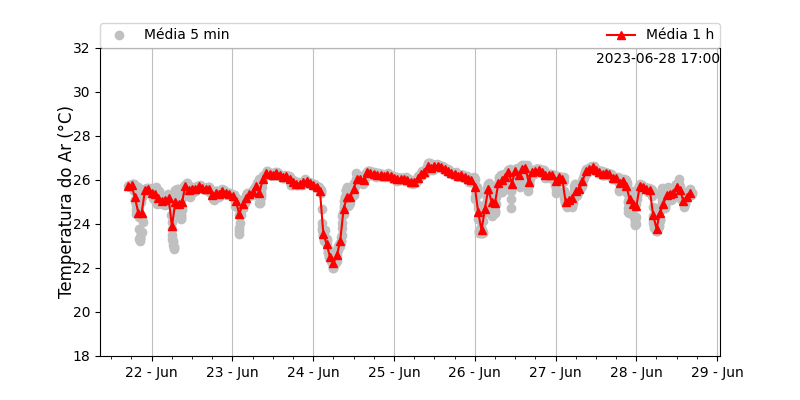 Média 5 min
Média 1 h
2023-06-28 17:00
Temperatura do Ar (°C)
32
30
28
26
24
22
20
18
22 - Jun
23 - Jun
24 - Jun
25 - Jun
26 - Jun
27 - Jun
28 - Jun
29 - Jun